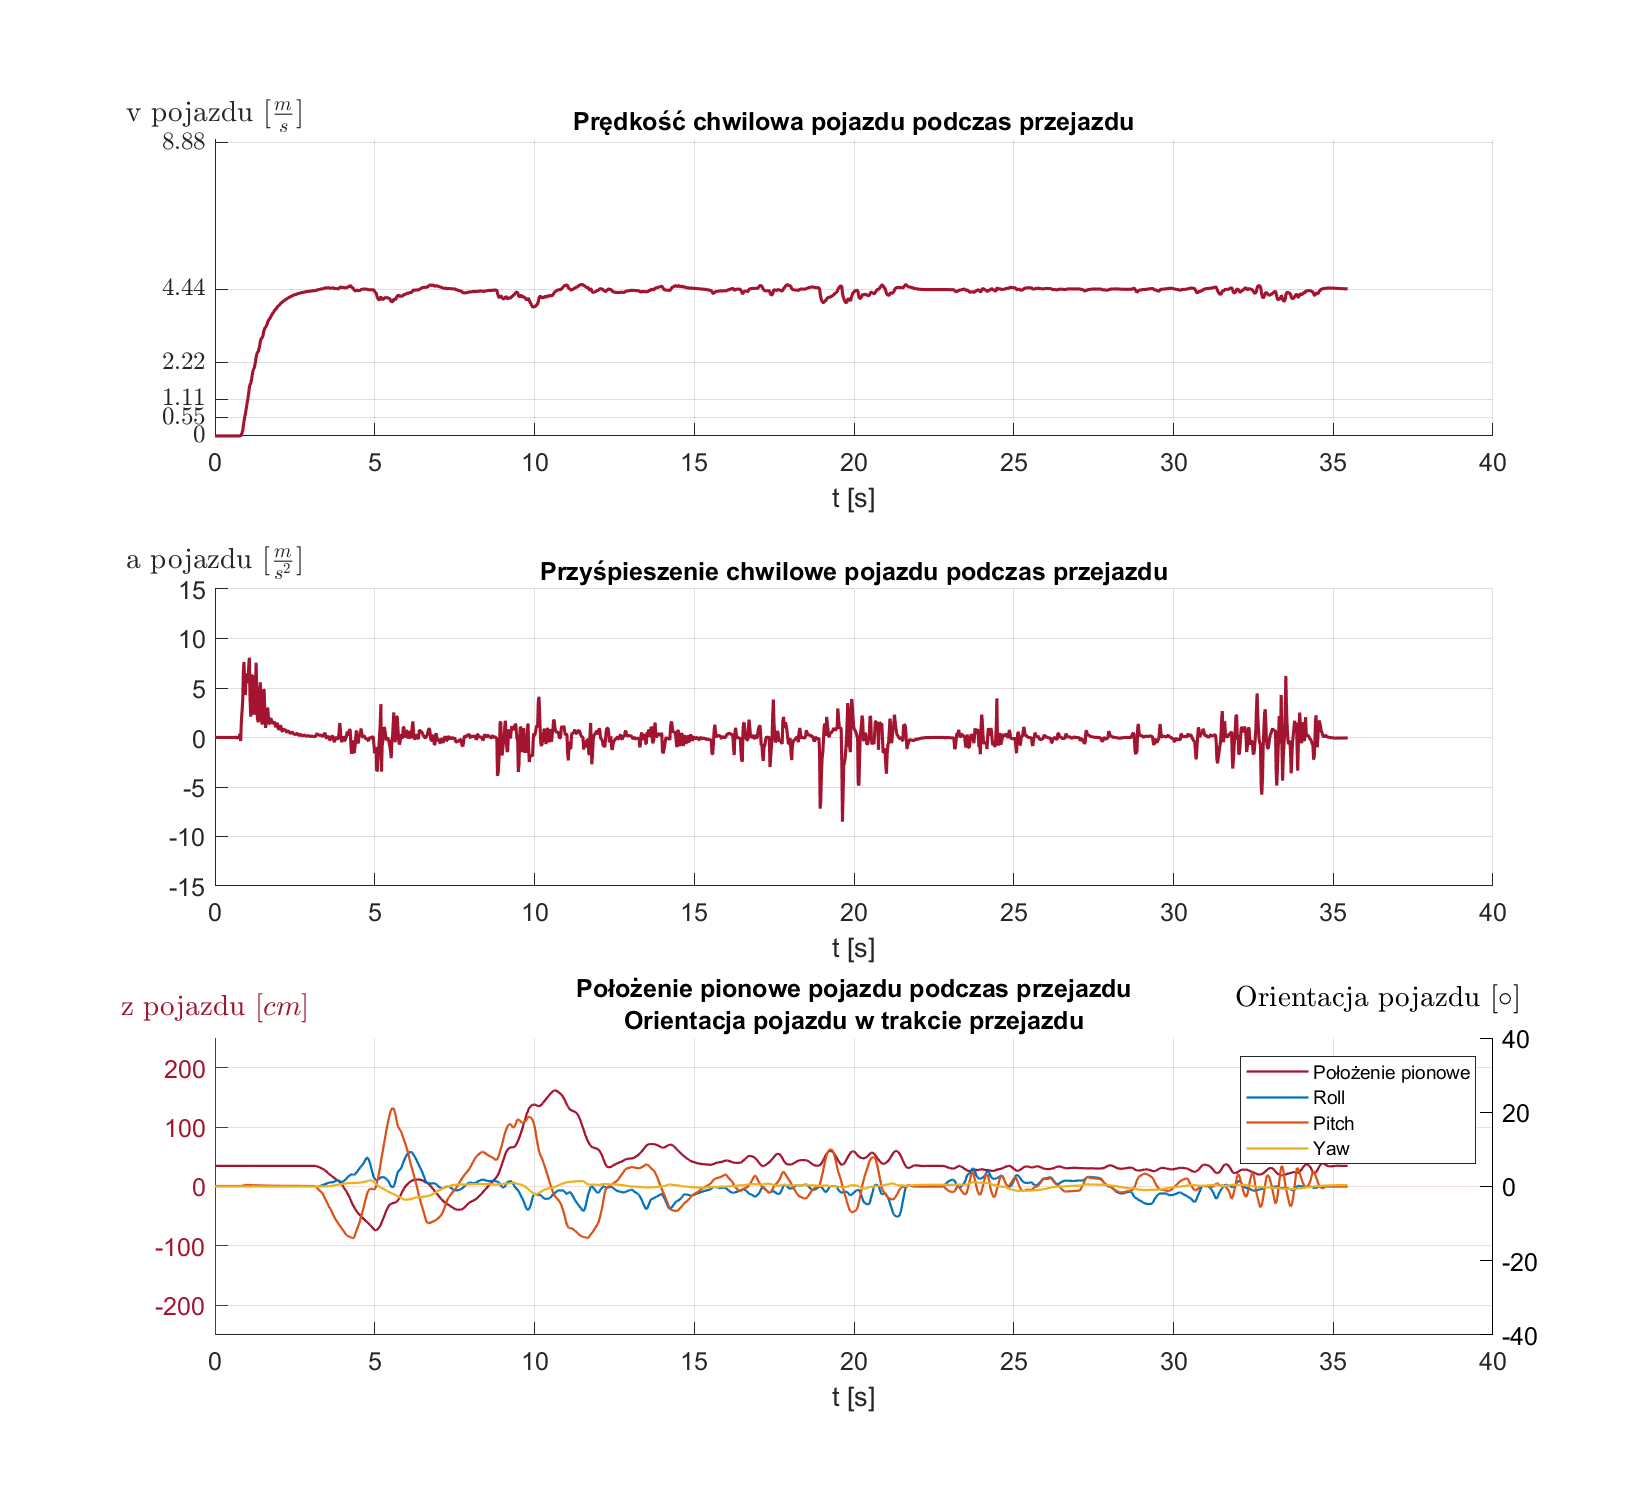 v pojazdu [m/s]
Prędkość chwilowa pojazdu podczas przejazdu
8.88
4.44
2.22
1.11
0.55
0
0 5 10 15 20 25 30 35 40
t [s]
a pojazdu [m/s²]
Przyśpieszenie chwilowe pojazdu podczas przejazdu
15
10
5
0
-5
-10
-15
0 5 10 15 20 25 30 35 40
t [s]
z pojazdu [cm]
Położenie pionowe pojazdu podczas przejazdu
Orientacja pojazdu w trakcie przejazdu
Orientacja pojazdu [∘]
200
100
0
-100
-200
40
20
0
-20
-40
Położenie pionowe
Roll
Pitch
Yaw
0 5 10 15 20 25 30 35 40
t [s]